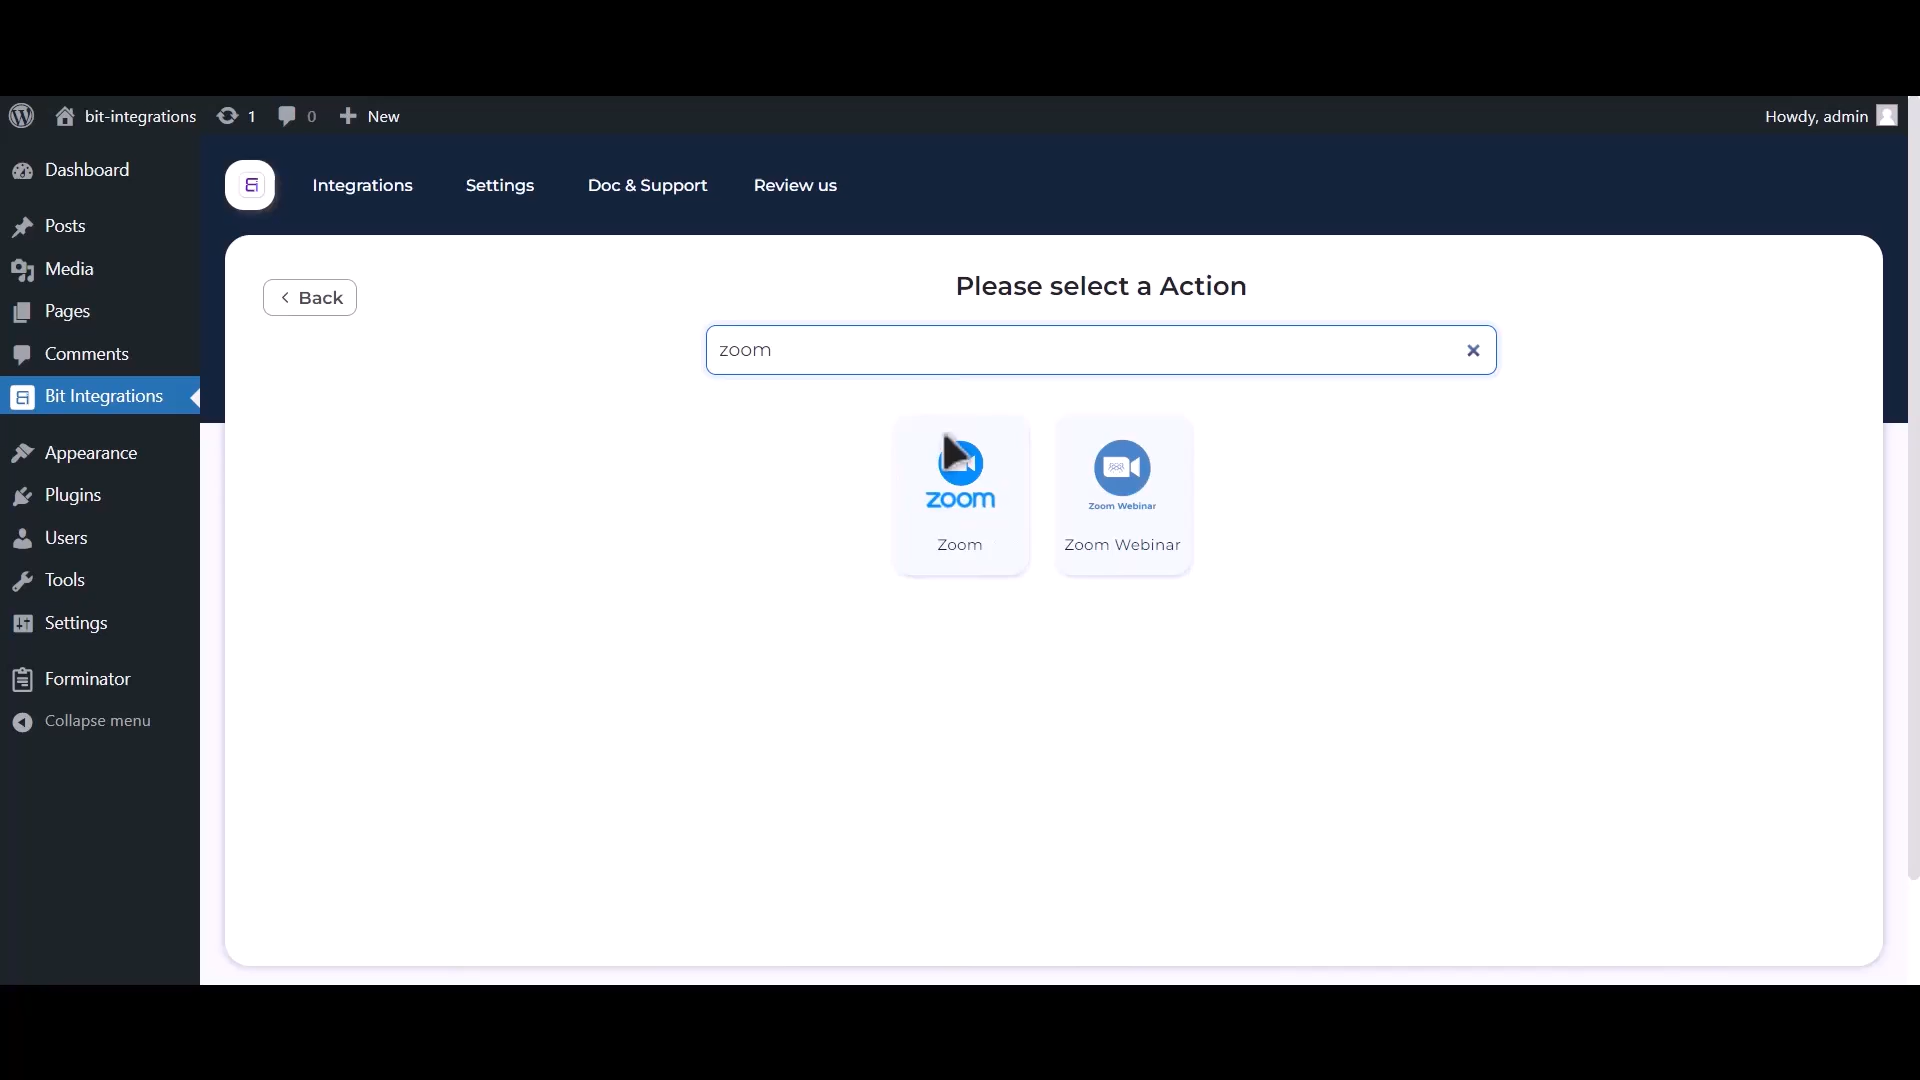 bit-integrations
1
0
New
Howdy, admin
Dashboard
Posts
Media
Pages
Comments
Bit Integrations
Appearance
Plugins
Users
Tools
Settings
Forminator
Collapse menu
Integrations
Settings
Doc & Support
Review us
Back
Please select a Action
zoom
zoom
Zoom
Zoom Webinar
Zoom Webinar